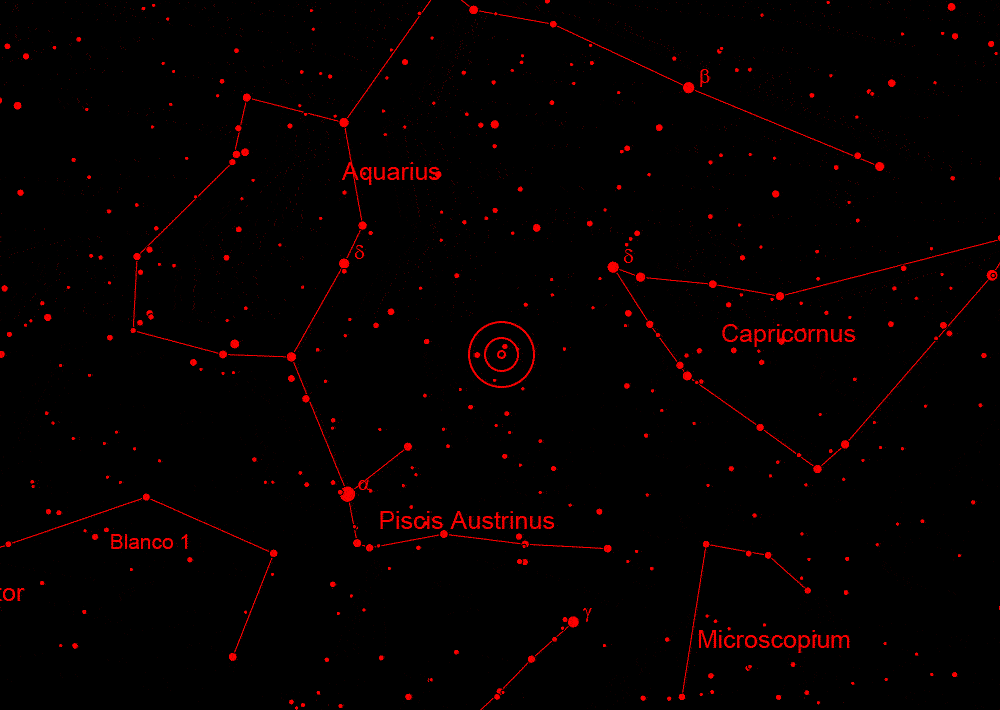 β
Aquarius
δ
δ
Capricornus
α
Piscis Austrinus
Blanco 1
tor
γ
Microscopium